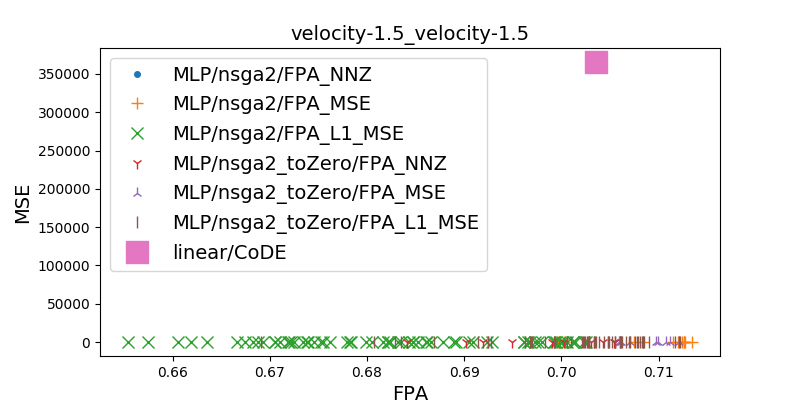 velocity-1.5_velocity-1.5
MSE
350000
300000
250000
200000
150000
100000
50000
0
MLP/nsga2/FPA_NNZ
MLP/nsga2/FPA_MSE
MLP/nsga2/FPA_L1_MSE
MLP/nsga2_toZero/FPA_NNZ
MLP/nsga2_toZero/FPA_MSE
MLP/nsga2_toZero/FPA_L1_MSE
linear/CoDE
0.66 0.67 0.68 0.69 0.70 0.71
FPA